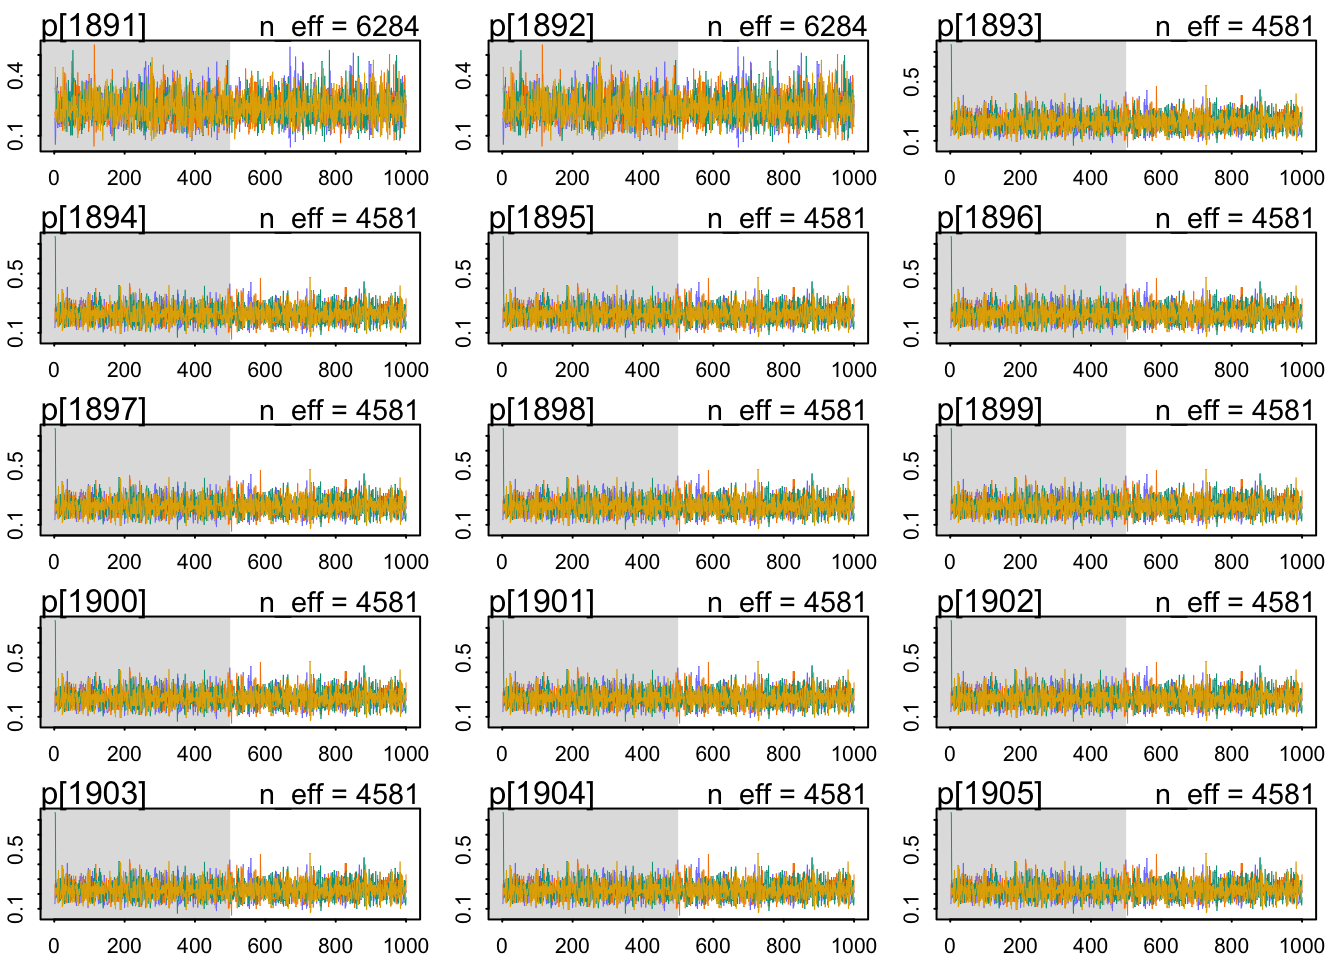 p[1891] n_eff = 6284 p[1892] n_eff = 6284 p[1893] n_eff = 4581
0.1 0.4 0.1 0.4 0.1 0.5
0 200 400 600 800 1000 0 200 400 600 800 1000 0 200 400 600 800 1000
p[1894] n_eff = 4581 p[1895] n_eff = 4581 p[1896] n_eff = 4581
0.1 0.5 0.1 0.5 0.1 0.5
0 200 400 600 800 1000 0 200 400 600 800 1000 0 200 400 600 800 1000
p[1897] n_eff = 4581 p[1898] n_eff = 4581 p[1899] n_eff = 4581
0.1 0.5 0.1 0.5 0.1 0.5
0 200 400 600 800 1000 0 200 400 600 800 1000 0 200 400 600 800 1000
p[1900] n_eff = 4581 p[1901] n_eff = 4581 p[1902] n_eff = 4581
0.1 0.5 0.1 0.5 0.1 0.5
0 200 400 600 800 1000 0 200 400 600 800 1000 0 200 400 600 800 1000
p[1903] n_eff = 4581 p[1904] n_eff = 4581 p[1905] n_eff = 4581
0.1 0.5 0.1 0.5 0.1 0.5
0 200 400 600 800 1000 0 200 400 600 800 1000 0 200 400 600 800 1000